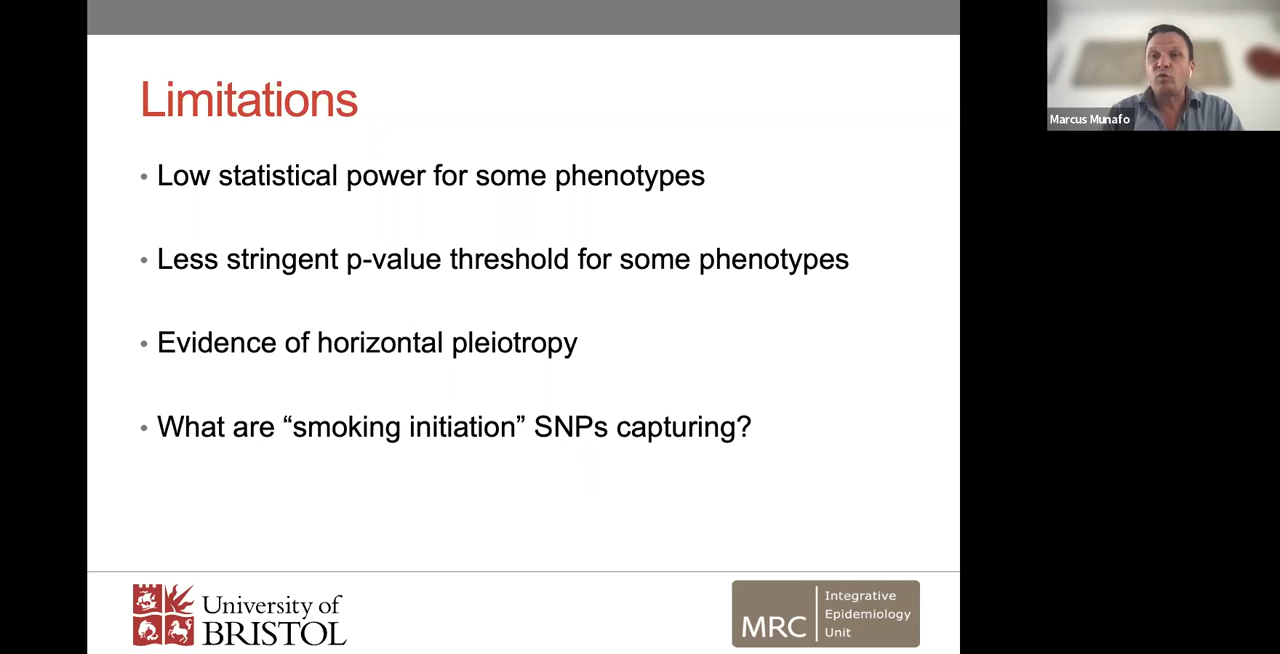 Limitations
• Low statistical power for some phenotypes
• Less stringent p-value threshold for some phenotypes
• Evidence of horizontal pleiotropy
• What are “smoking initiation” SNPs capturing?
University of
BRISTOL
MRC
Integrative
Epidemiology
Unit
Marcus Munafo